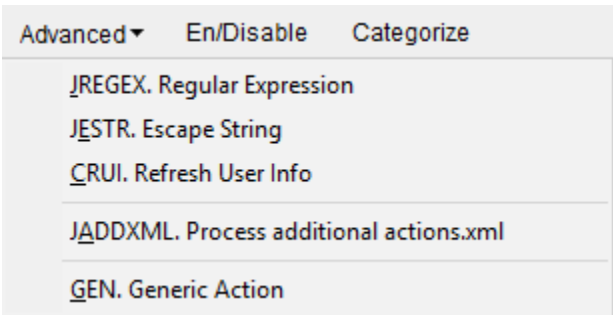 Advanced▾ En/Disable Categorize
JREGEX. Regular Expression
JESTR. Escape String
CRUI. Refresh User Info
JADDXML. Process additional actions.xml
GEN. Generic Action